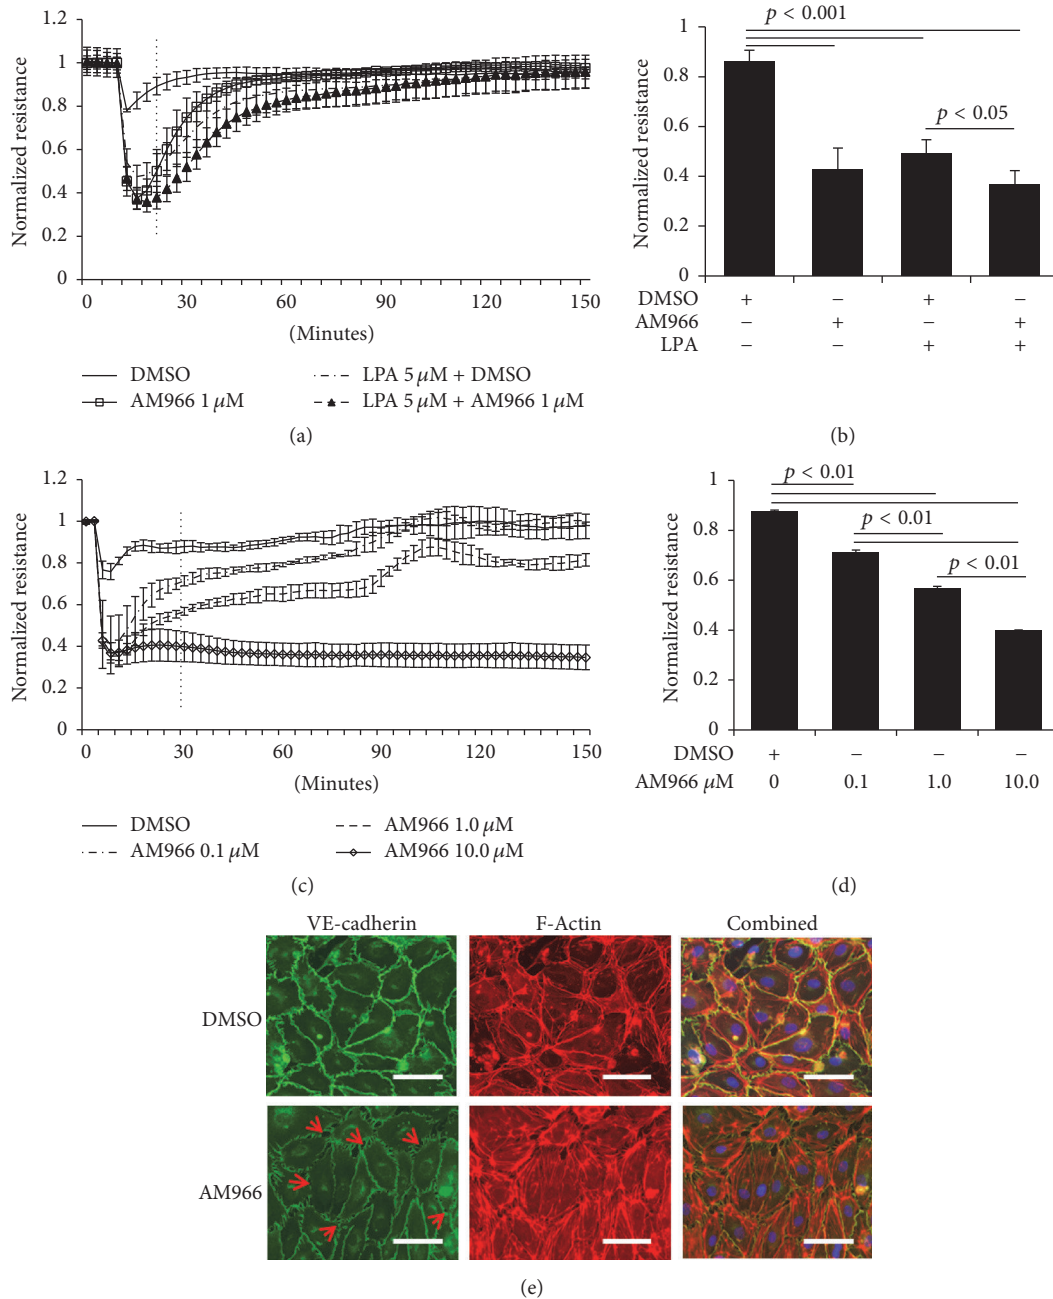 1.2
1
0.8
0.6
0.4
0.2
0
Normalized resistance
0 30 60 90 120 150
(Minutes)
DMSO
AM966 1 μM
LPA 5 μM + DMSO
LPA 5 μM + AM966 1 μM
(a)
1
0.8
0.6
0.4
0.2
0
Normalized resistance
p < 0.001
p < 0.05
DMSO + − + −
AM966 − + − +
LPA − − + +
(b)
1.2
1
0.8
0.6
0.4
0.2
0
Normalized resistance
0 30 60 90 120 150
(Minutes)
DMSO
AM966 0.1 μM
AM966 1.0 μM
AM966 10.0 μM
(c)
1
0.8
0.6
0.4
0.2
0
Normalized resistance
p < 0.01
p < 0.01
p < 0.01
DMSO + − − −
AM966 μM 0 0.1 1.0 10.0
(d)
VE-cadherin F-Actin Combined
DMSO
AM966
(e)